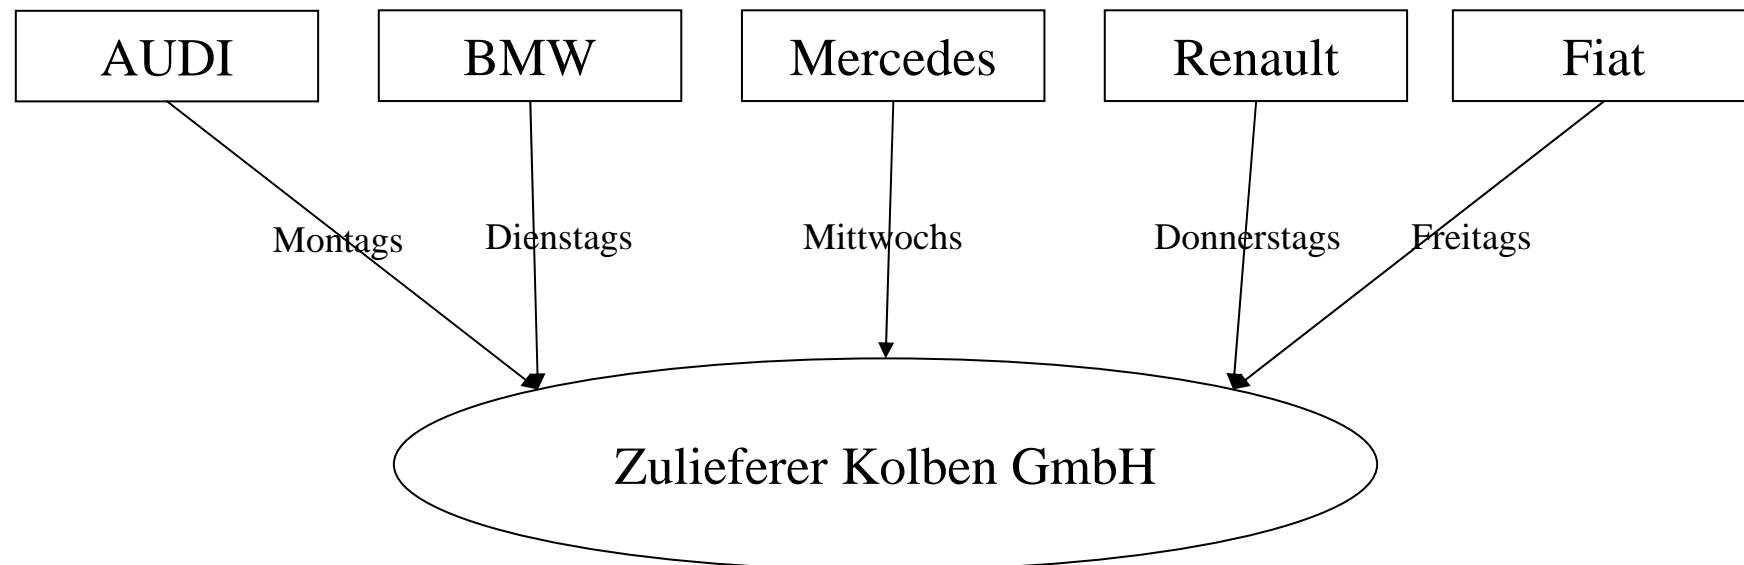 AUDI
BMW
Mercedes
Renault
Fiat
Montags
Dienstags
Mittwochs
Donnerstags
Freitags
Zulieferer Kolben GmbH